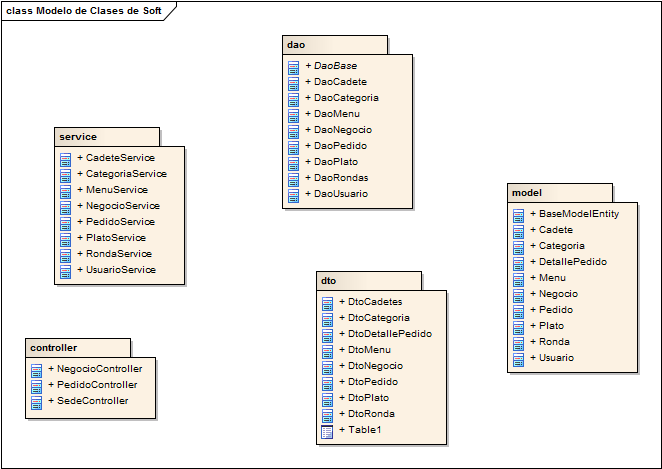 class Modelo de Clases de Soft
dao
+ DaoBase
+ DaoCadete
+ DaoCategoria
+ DaoMenu
+ DaoNegocio
+ DaoPedido
+ DaoPlato
+ DaoRondas
+ DaoUsuario
service
+ CadeteService
+ CategoriaService
+ MenuService
+ NegocioService
+ PedidoService
+ PlatoService
+ RondaService
+ UsuarioService
model
+ BaseModelEntity
+ Cadete
+ Categoria
+ DetallePedido
+ Menu
+ Negocio
+ Pedido
+ Plato
+ Ronda
+ Usuario
dto
+ DtoCadetes
+ DtoCategoria
+ DtoDetallePedido
+ DtoMenu
+ DtoNegocio
+ DtoPedido
+ DtoPlato
+ DtoRonda
+ Table1
controller
+ NegocioController
+ PedidoController
+ SedeController